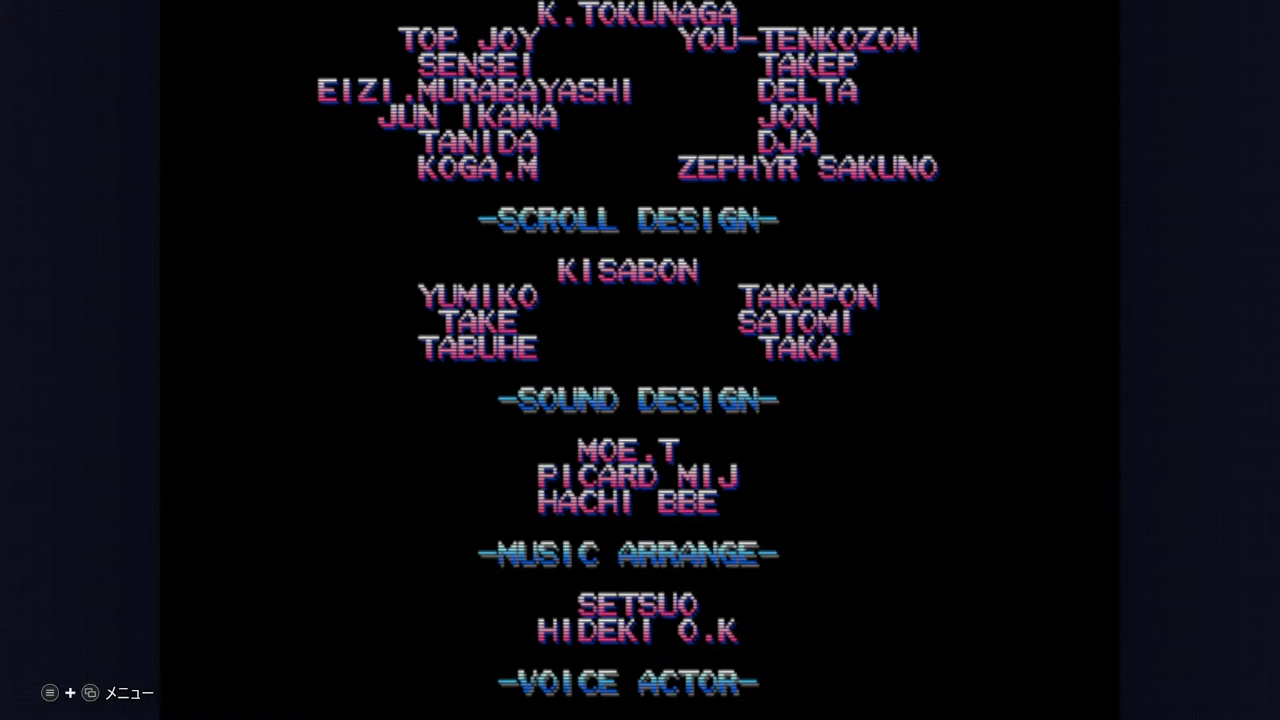 K.TOKUNAGA
TOP JOY YOU-TENKOZON
SENSEI TAKEP
EIZI.MURABAYASHI DELTA
JUN IKAWA JON
TANIDA DJA
KOGA.M ZEPHYR SAKUNO
-SCROLL DESIGN-
KISABON
YUMIKO TAKAPON
TAKE SATOMI
TABUHE TAKA
-SOUND DESIGN-
MOE.T
PICARD MIJ
HACHI BBE
-MUSIC ARRANGE-
SETSUO
HIDEKI O.K
-VOICE ACTOR-
+ メニュー